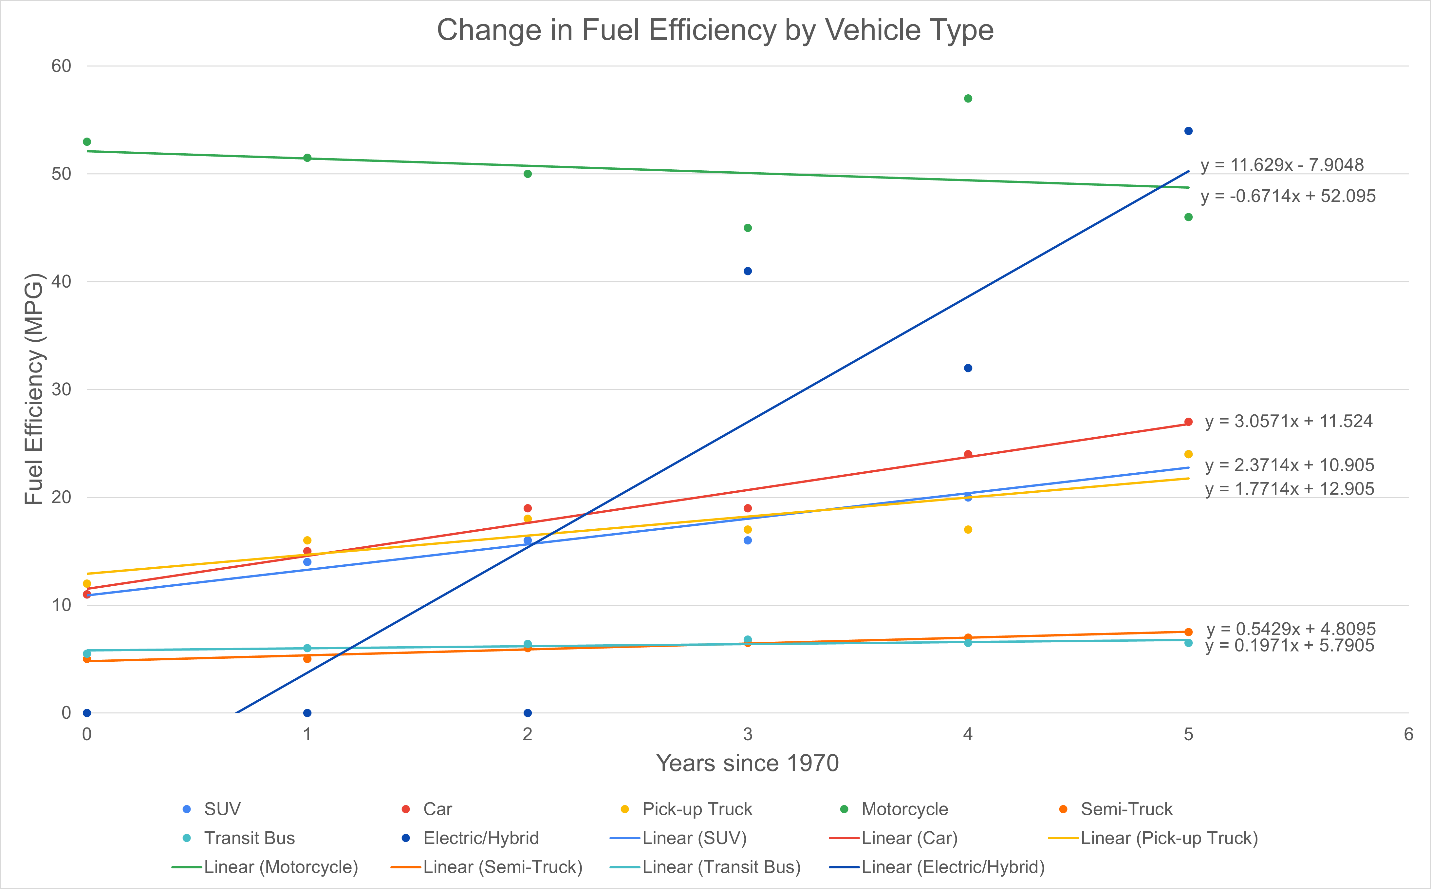 Change in Fuel Efficiency by Vehicle Type
60
50
40
30
20
10
0
Fuel Efficiency (MPG)
y = 11.629x - 7.9048
y = -0.6714x + 52.095
y = 3.0571x + 11.524
y = 2.3714x + 10.905
y = 1.7714x + 12.905
y = 0.5429x + 4.8095
y = 0.1971x + 5.7905
0 1 2 3 4 5 6
Years since 1970
SUV Car Pick-up Truck Motorcycle Semi-Truck
Transit Bus Electric/Hybrid Linear (SUV) Linear (Car) Linear (Pick-up Truck)
Linear (Motorcycle) Linear (Semi-Truck) Linear (Transit Bus) Linear (Electric/Hybrid)